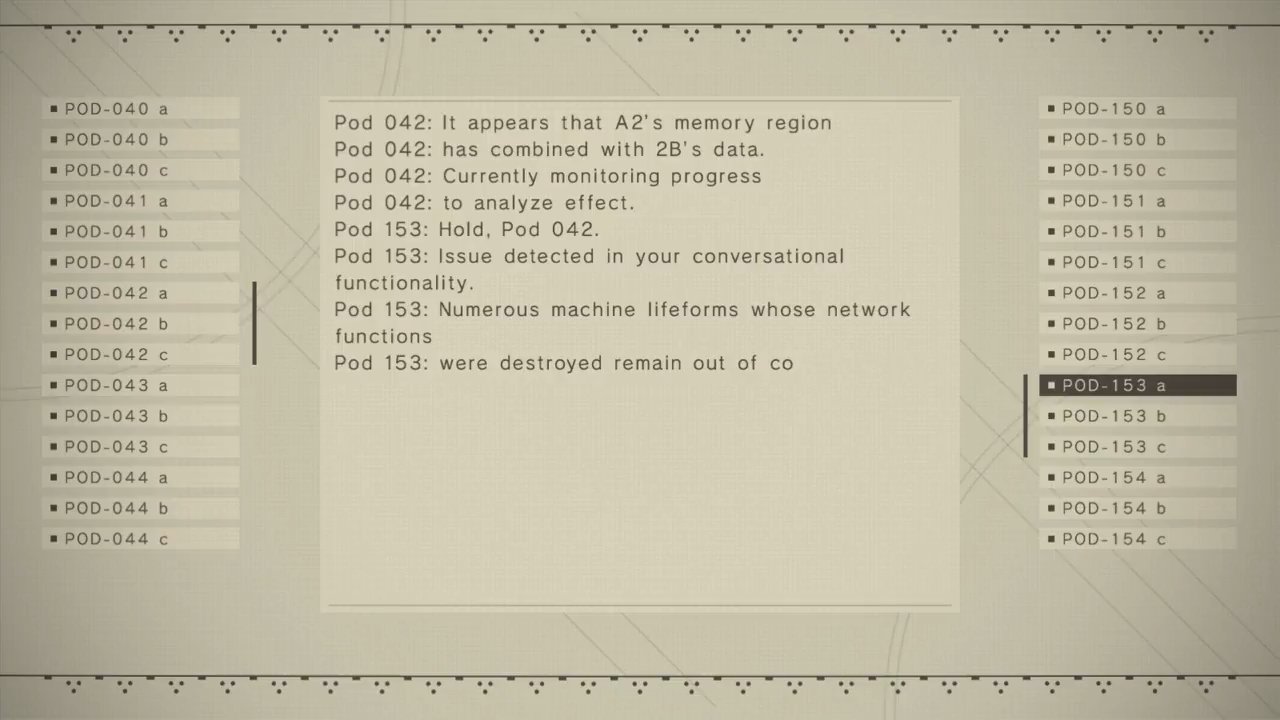 POD-040 a
POD-040 b
POD-040 c
POD-041 a
POD-041 b
POD-041 c
POD-042 a
POD-042 b
POD-042 c
POD-043 a
POD-043 b
POD-043 c
POD-044 a
POD-044 b
POD-044 c
Pod 042: It appears that A2's memory region
Pod 042: has combined with 2B's data.
Pod 042: Currently monitoring progress
Pod 042: to analyze effect.
Pod 153: Hold, Pod 042.
Pod 153: Issue detected in your conversational
functionality.
Pod 153: Numerous machine lifeforms whose network
functions
Pod 153: were destroyed remain out of co
POD-150 a
POD-150 b
POD-150 c
POD-151 a
POD-151 b
POD-151 c
POD-152 a
POD-152 b
POD-152 c
POD-153 a
POD-153 b
POD-153 c
POD-154 a
POD-154 b
POD-154 c